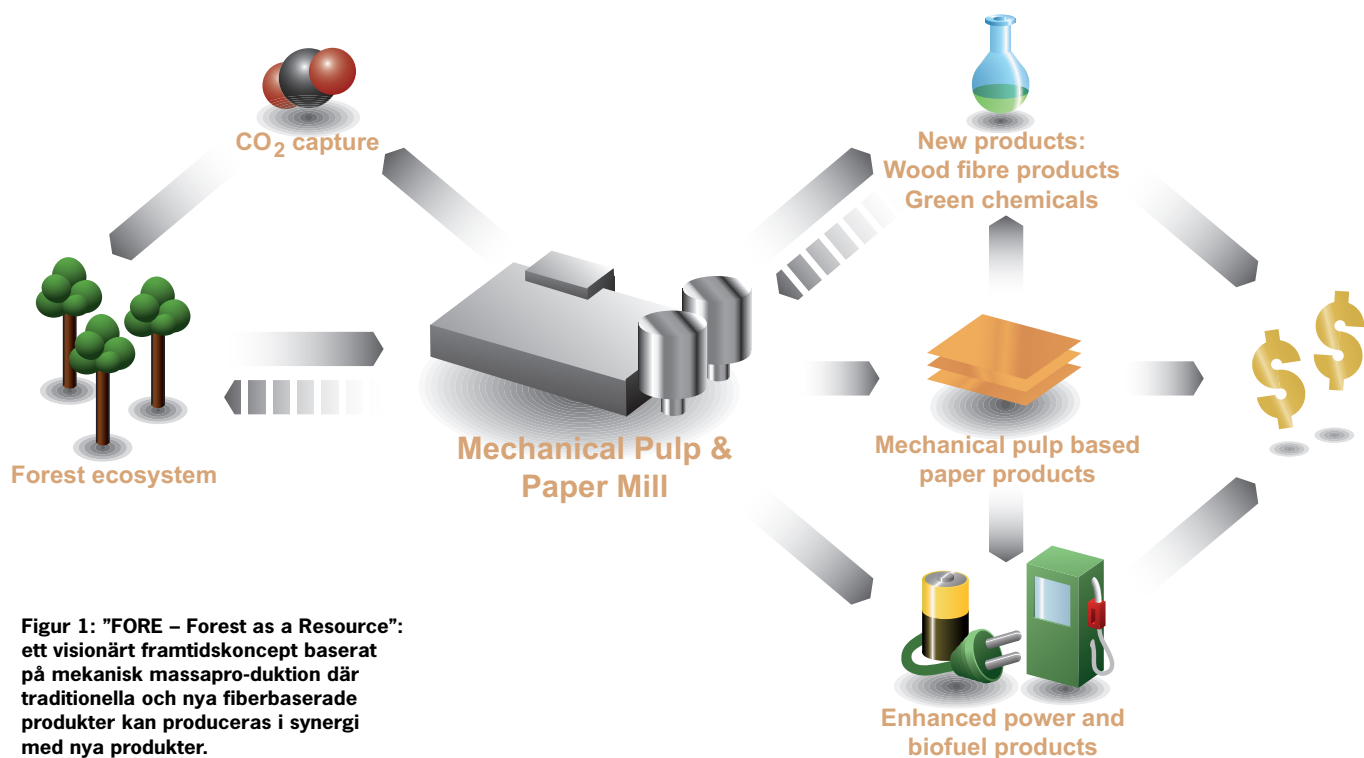 CO2 capture
New products:
Wood fibre products
Green chemicals
Forest ecosystem
Mechanical Pulp &
Paper Mill
Mechanical pulp based
paper products
$ $
Enhanced power and
biofuel products
Figur 1: ”FORE – Forest as a Resource”:
ett visionärt framtidskoncept baserat
på mekanisk massapro-duktion där
traditionella och nya fiberbaserade
produkter kan produceras i synergi
med nya produkter.